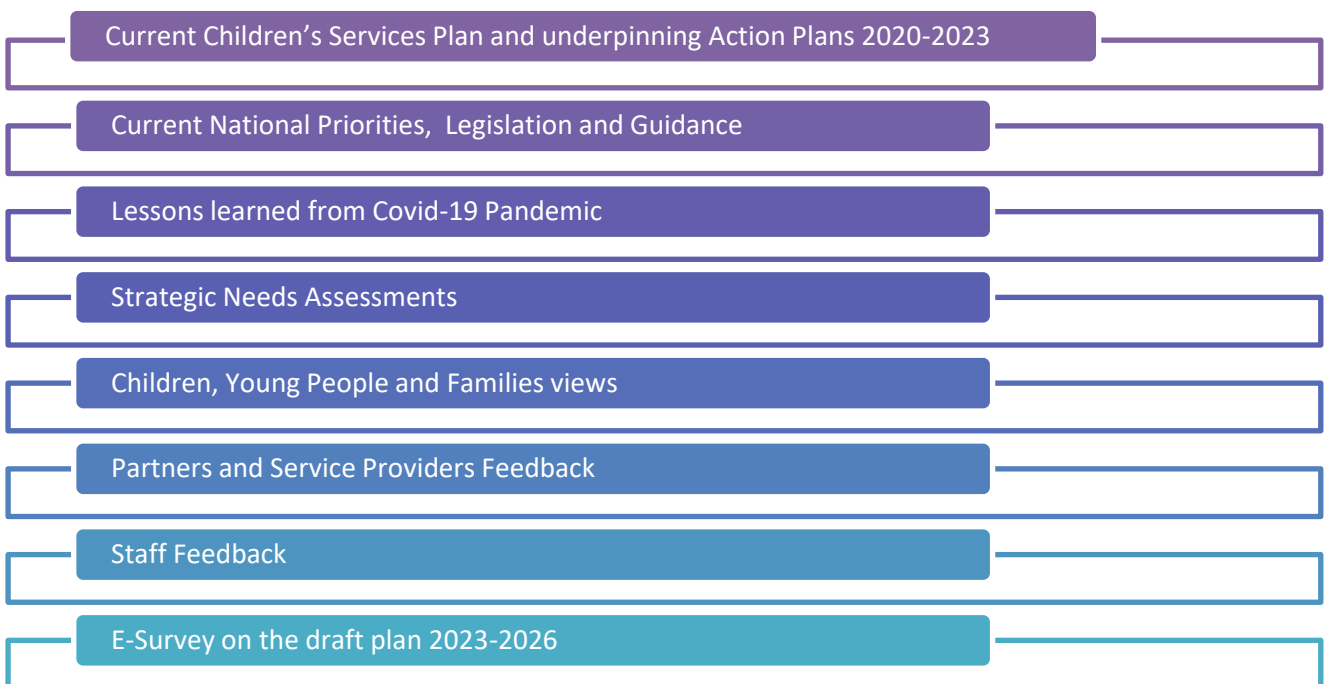 Current Children’s Services Plan and underpinning Action Plans 2020-2023
Current National Priorities,  Legislation and Guidance
Lessons learned from Covid-19 Pandemic
Strategic Needs Assessments
Children, Young People and Families views
Partners and Service Providers Feedback
Staff Feedback
E-Survey on the draft plan 2023-2026